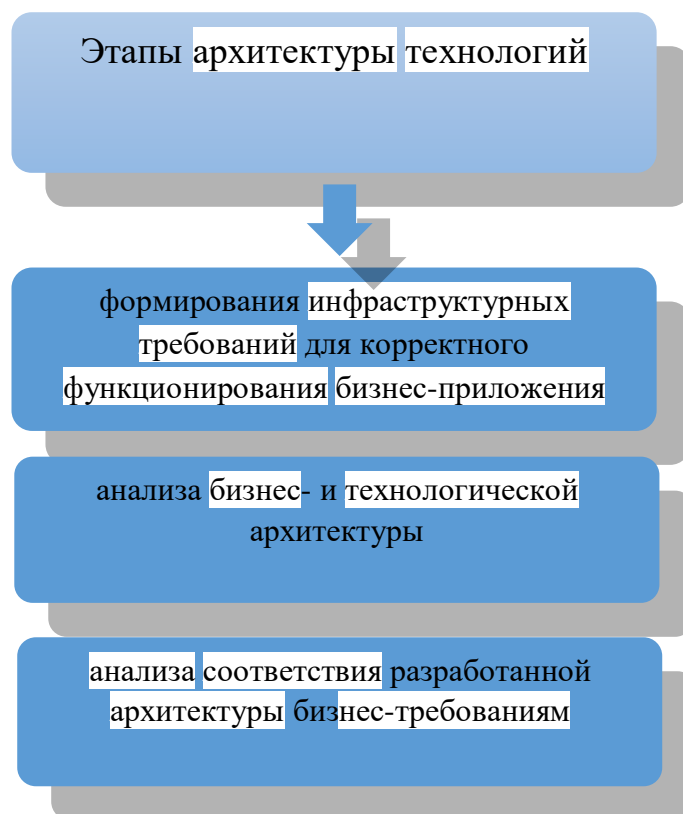 Этапы архитектуры технологий
формирования инфраструктурных
требований для корректного
функционирования бизнес-приложения
анализа бизнес- и технологической
архитектуры
анализа соответствия разработанной
архитектуры бизнес-требованиям